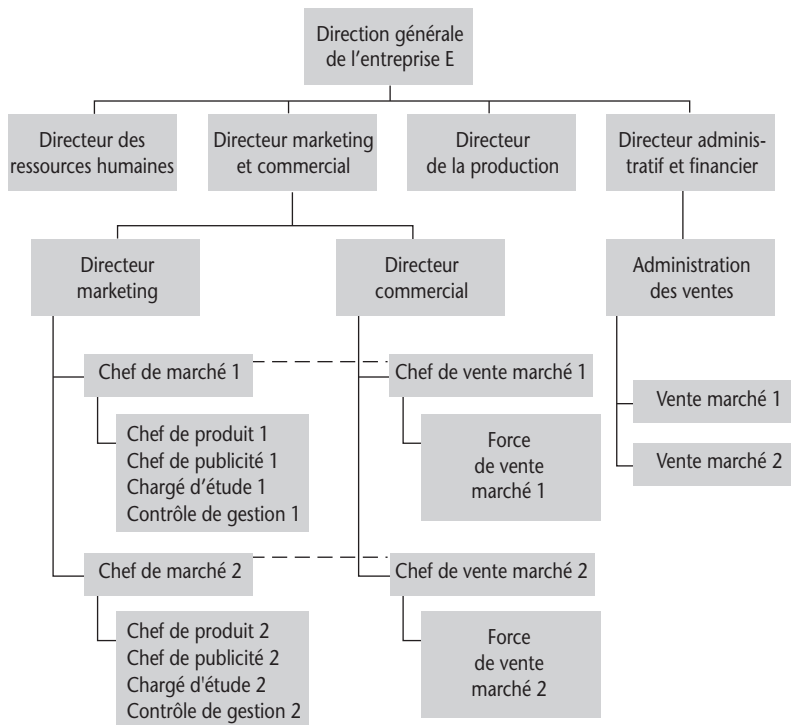 Direction générale
de l'entreprise E
Directeur des
ressources humaines
Directeur marketing
et commercial
Directeur
de la production
Directeur adminis-
tratif et financier
Directeur
marketing
Directeur
commercial
Administration
des ventes
Chef de marché 1
Chef de vente marché 1
Vente marché 1
Chef de produit 1
Chef de publicité 1
Chargé d'étude 1
Contrôle de gestion 1
Force
de vente
marché 1
Vente marché 2
Chef de marché 2
Chef de vente marché 2
Chef de produit 2
Chef de publicité 2
Chargé d'étude 2
Contrôle de gestion 2
Force
de vente
marché 2